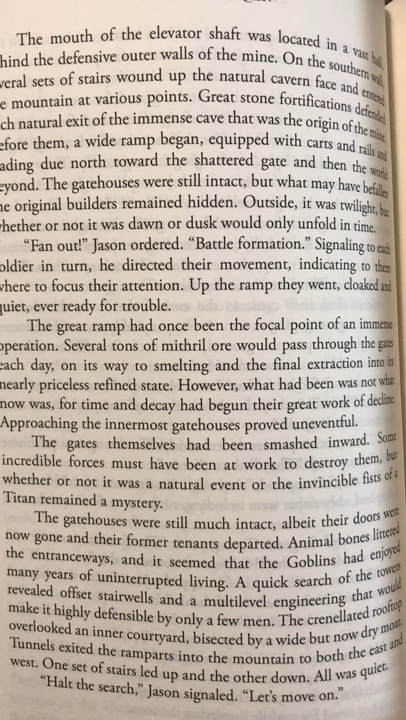 The mouth of the elevator shaft was located in a vast hall,
hind the defensive outer walls of the mine. On the southern wall,
veral sets of stairs wound up the natural cavern face and entered
e mountain at various points. Great stone fortifications defended
ch natural exit of the immense cave that was the origin of the mine.
efore them, a wide ramp began, equipped with carts and rails and
ading due north toward the shattered gate and then the world
eyond. The gatehouses were still intact, but what may have befallen
he original builders remained hidden. Outside, it was twilight, but
whether or not it was dawn or dusk would only unfold in time.
"Fan out!" Jason ordered. "Battle formation." Signaling to each
oldier in turn, he directed their movement, indicating to them
where to focus their attention. Up the ramp they went, cloaked and
quiet, ever ready for trouble.
The great ramp had once been the focal point of an immense
operation. Several tons of mithril ore would pass through the gates
each day, on its way to smelting and the final extraction into its
nearly priceless refined state. However, what had been was not what
now was, for time and decay had begun their great work of decline.
Approaching the innermost gatehouses proved uneventful.
The gates themselves had been smashed inward. Some
incredible forces must have been at work to destroy them, but
whether or not it was a natural event or the invincible fists of a
Titan remained a mystery.
The gatehouses were still much intact, albeit their doors were
now gone and their former tenants departed. Animal bones littered
the entranceways, and it seemed that the Goblins had enjoyed
many years of uninterrupted living. A quick search of the towers
revealed offset stairwells and a multilevel engineering that would
make it highly defensible by only a few men. The crenellated rooftop
overlooked an inner courtyard, bisected by a wide but now dry moat.
Tunnels exited the ramparts into the mountain to both the east and
west. One set of stairs led up and the other down. All was quiet.
"Halt the search," Jason signaled. "Let's move on."